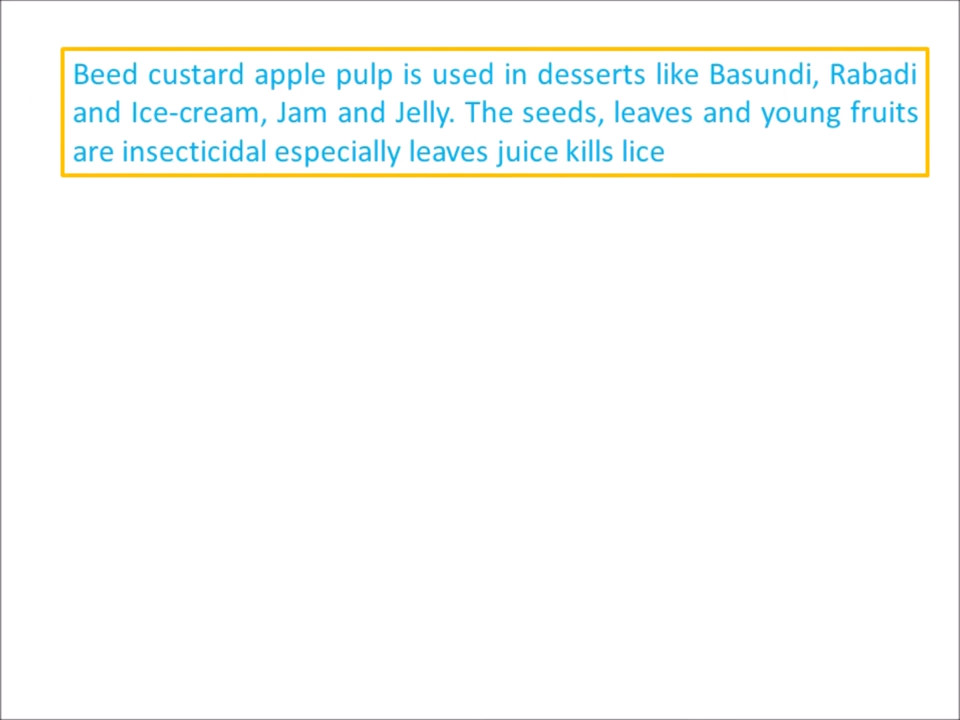 Beed custard apple pulp is used in desserts like Basundi, Rabadi
and Ice-cream, Jam and Jelly. The seeds, leaves and young fruits
are insecticidal especially leaves juice kills lice